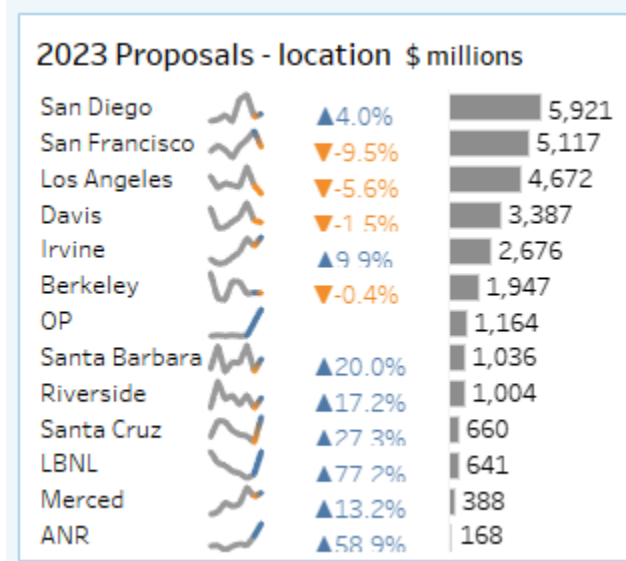 2023 Proposals - location $ millions
San Diego ▲4.0% 5,921
San Francisco ▼-9.5% 5,117
Los Angeles ▼-5.6% 4,672
Davis ▼-1.5% 3,387
Irvine ▲9.9% 2,676
Berkeley ▼-0.4% 1,947
OP 1,164
Santa Barbara ▲20.0% 1,036
Riverside ▲17.2% 1,004
Santa Cruz ▲27.3% 660
LBNL ▲77.2% 641
Merced ▲13.2% 388
ANR ▲58.9% 168